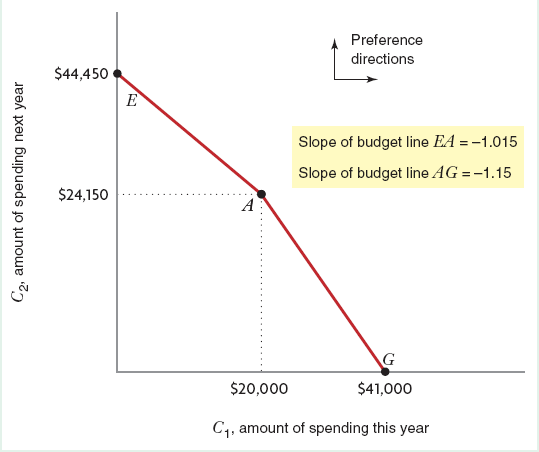 Preference
directions
$44,450
E
Slope of budget line EA = –1.015
Slope of budget line AG = –1.15
$24,150
A
C2, amount of spending next year
G
$20,000
$41,000
C1, amount of spending this year